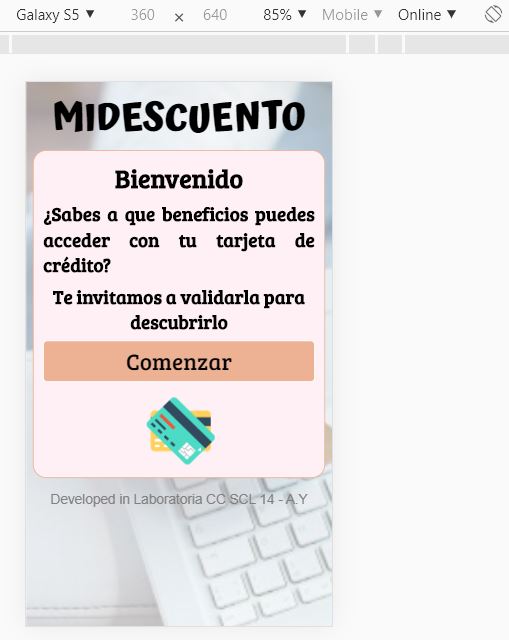 Galaxy S5 ▼ 360 × 640 85% ▼ Mobile ▼ Online ▼
MIDESCUENTO
Bienvenido
¿Sabes a que beneficios puedes
acceder con tu tarjeta de
crédito?
Te invitamos a validarla para
descubrirlo
Comenzar
Developed in Laboratoria CC SCL 14 - A.Y